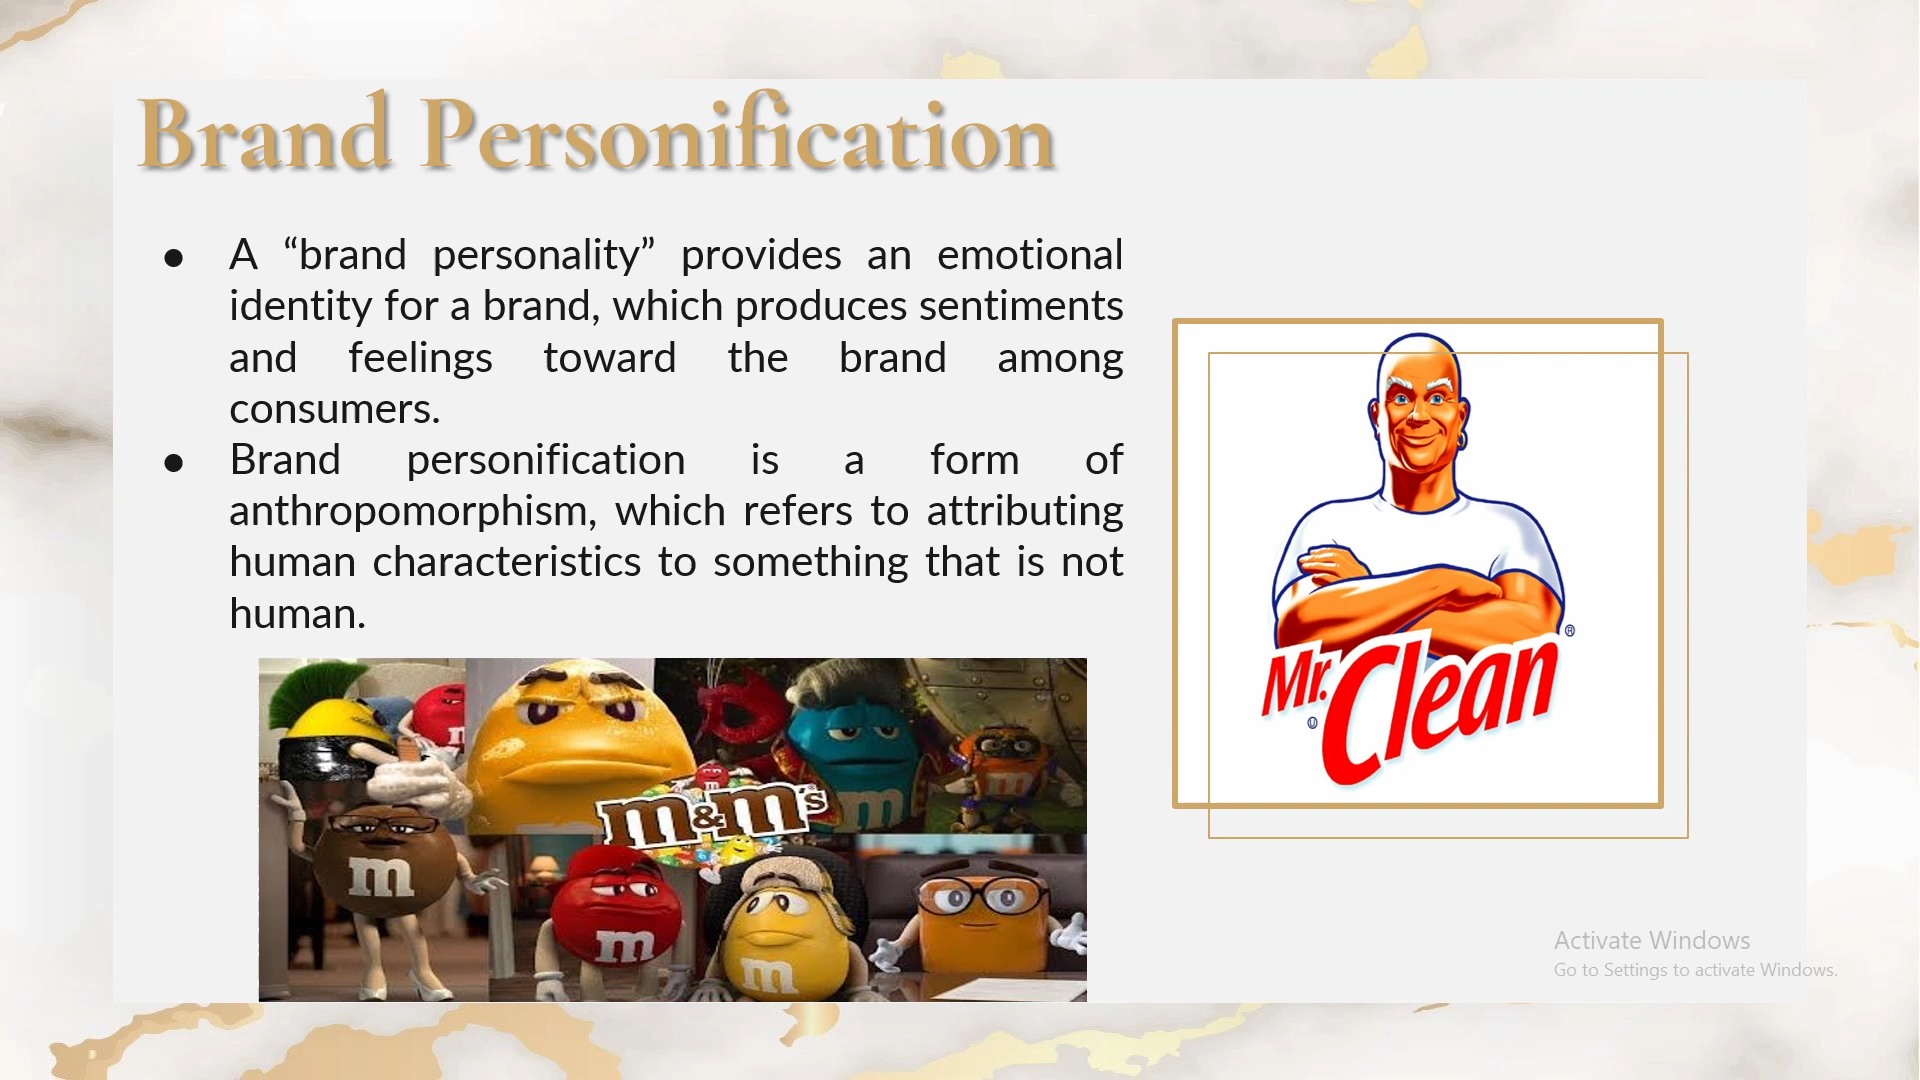 Brand Personification
● A “brand personality” provides an emotional
identity for a brand, which produces sentiments
and feelings toward the brand among
consumers.
● Brand personification is a form of
anthropomorphism, which refers to attributing
human characteristics to something that is not
human.
Mr.
Clean
®
m&m's
m
m
m
m
m
m
Activate Windows
Go to Settings to activate Windows.